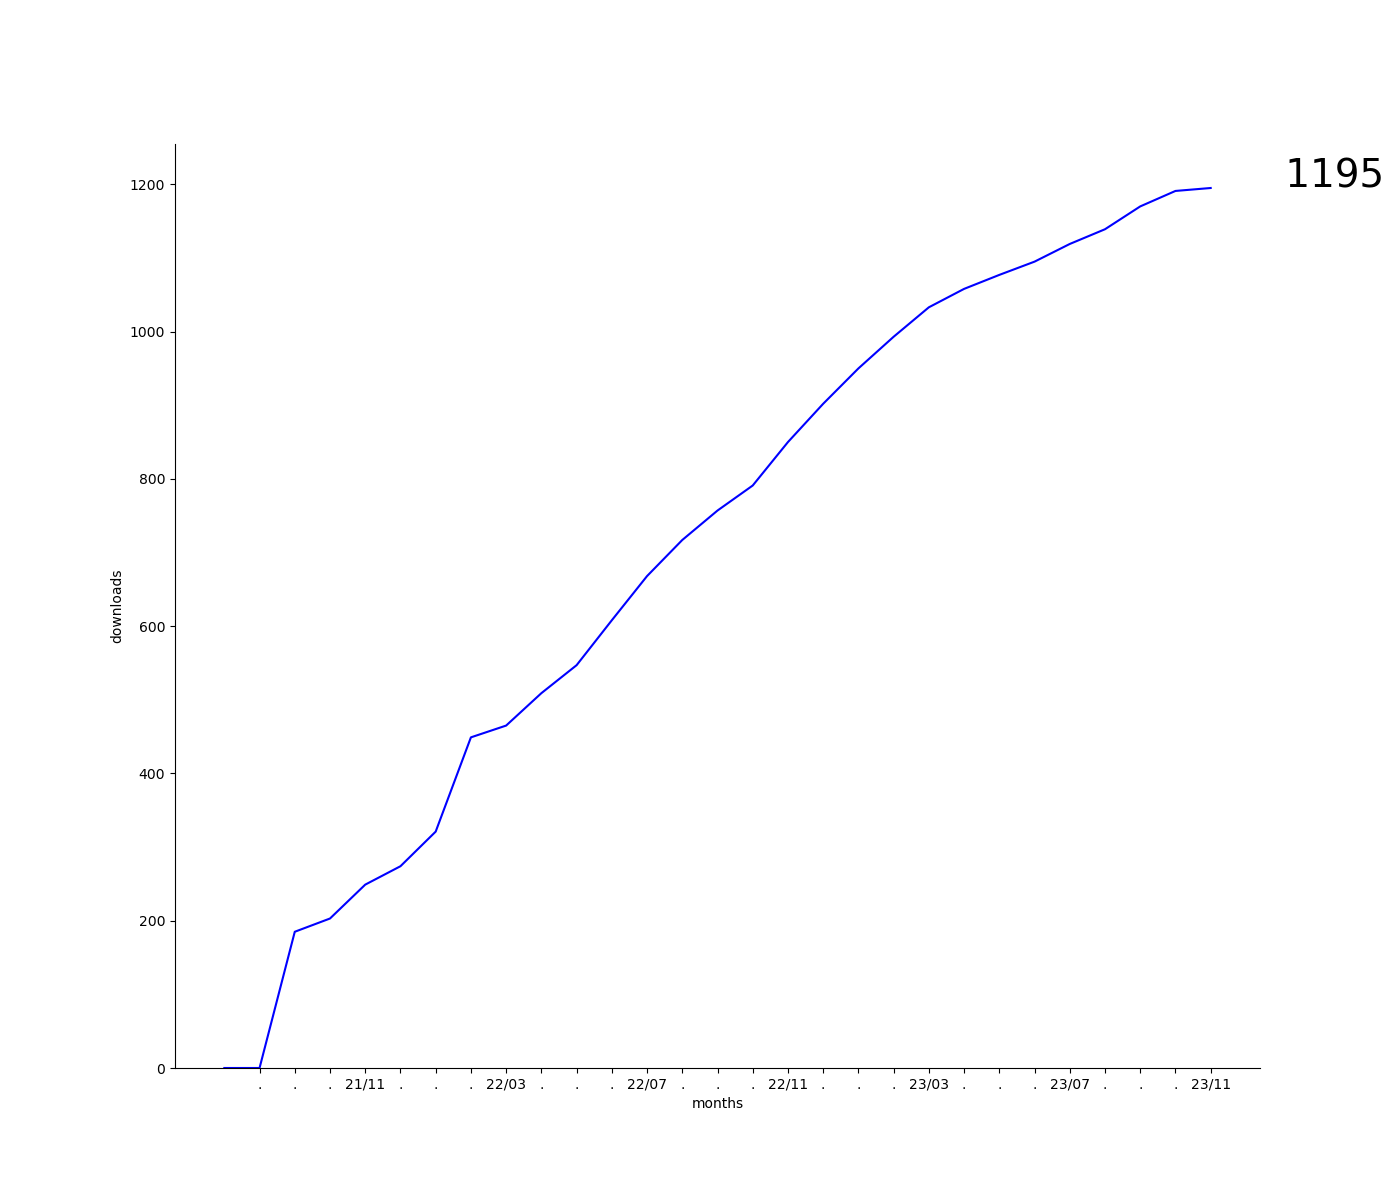 1195
1200
1000
800
600
400
200
0
downloads
. . . 21/11 . . . 22/03 . . . 22/07 . . . 22/11 . . . 23/03 . . . 23/07 . . . 23/11
months